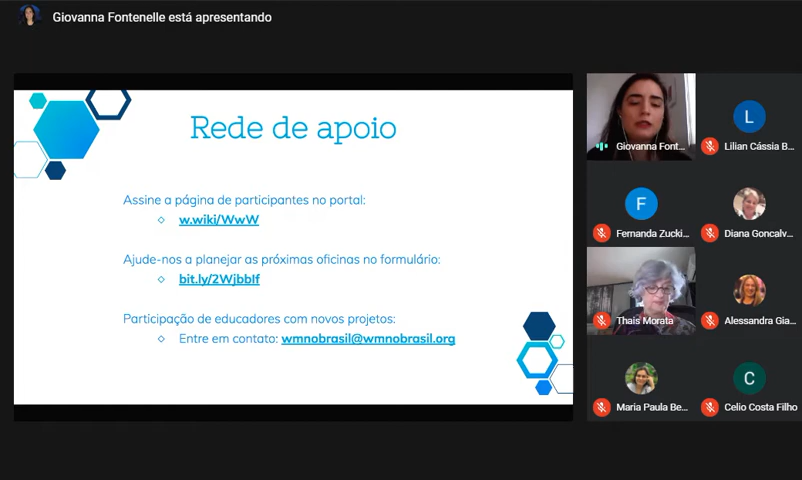 Giovanna Fontenelle está apresentando
Rede de apoio
Assine a página de participantes no portal:
w.wiki/WwW
Ajude-nos a planejar as próximas oficinas no formulário:
bit.ly/2WjbbIf
Participação de educadores com novos projetos:
Entre em contato: wmnobrasil@wmnobrasil.org
Giovanna Font...
L
Lilian Cássia B...
F
Fernanda Zucki...
Diana Goncalv...
Thais Morata
Alessandra Gia...
Maria Paula Be...
C
Celio Costa Filho